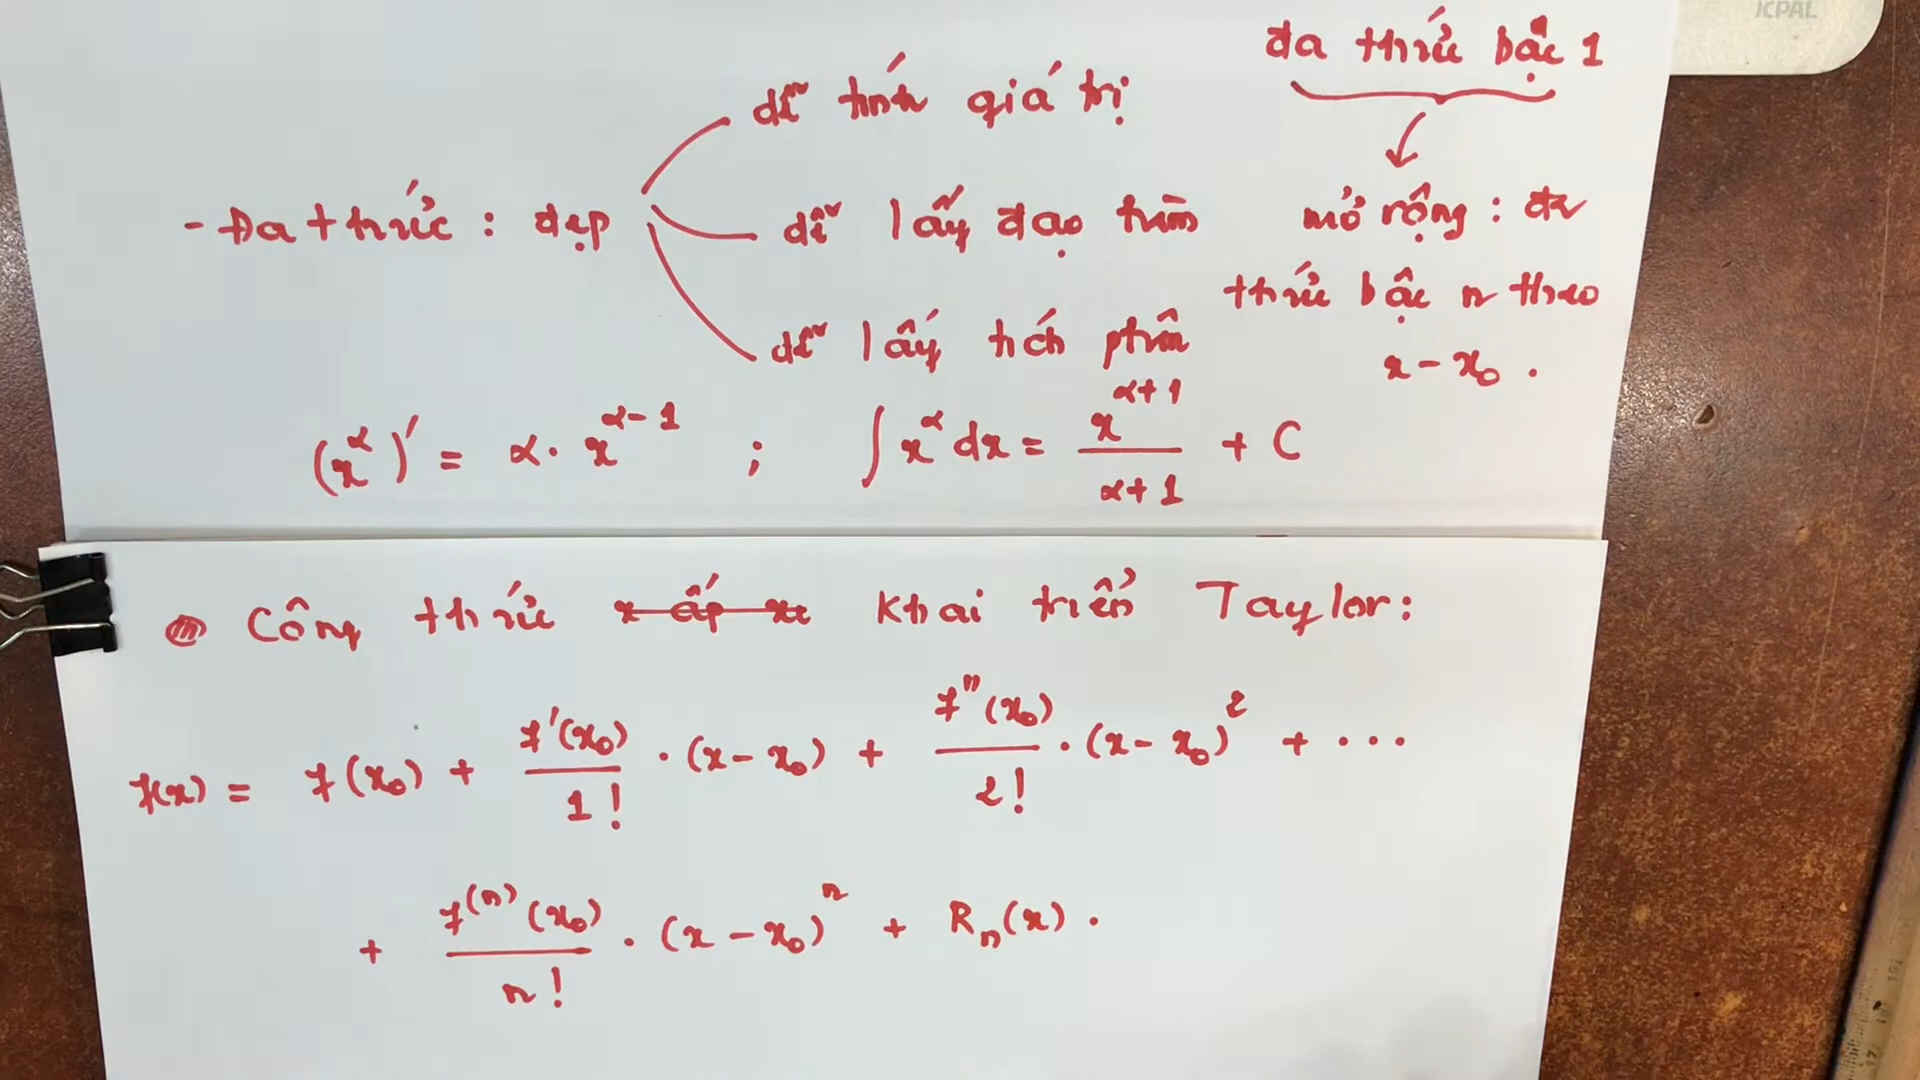 JCPAL
đa thức bậc 1
dễ tính giá trị
- Đa thức : đẹp
dễ lấy đạo hàm
mở rộng : đa
thức bậc n theo
x - x₀ .
dễ lấy tích phân
(x^α)' = α · x^(α-1) ; ∫ x^α dx = x^(α+1) / (α+1) + C
Công thức xấp xỉ Khai triển Taylor:
f(x) = f(x₀) + f'(x₀)/1! · (x - x₀) + f''(x₀)/2! · (x - x₀)² + ···
+ f^(n)(x₀)/n! · (x - x₀)^n + Rₙ(x) .